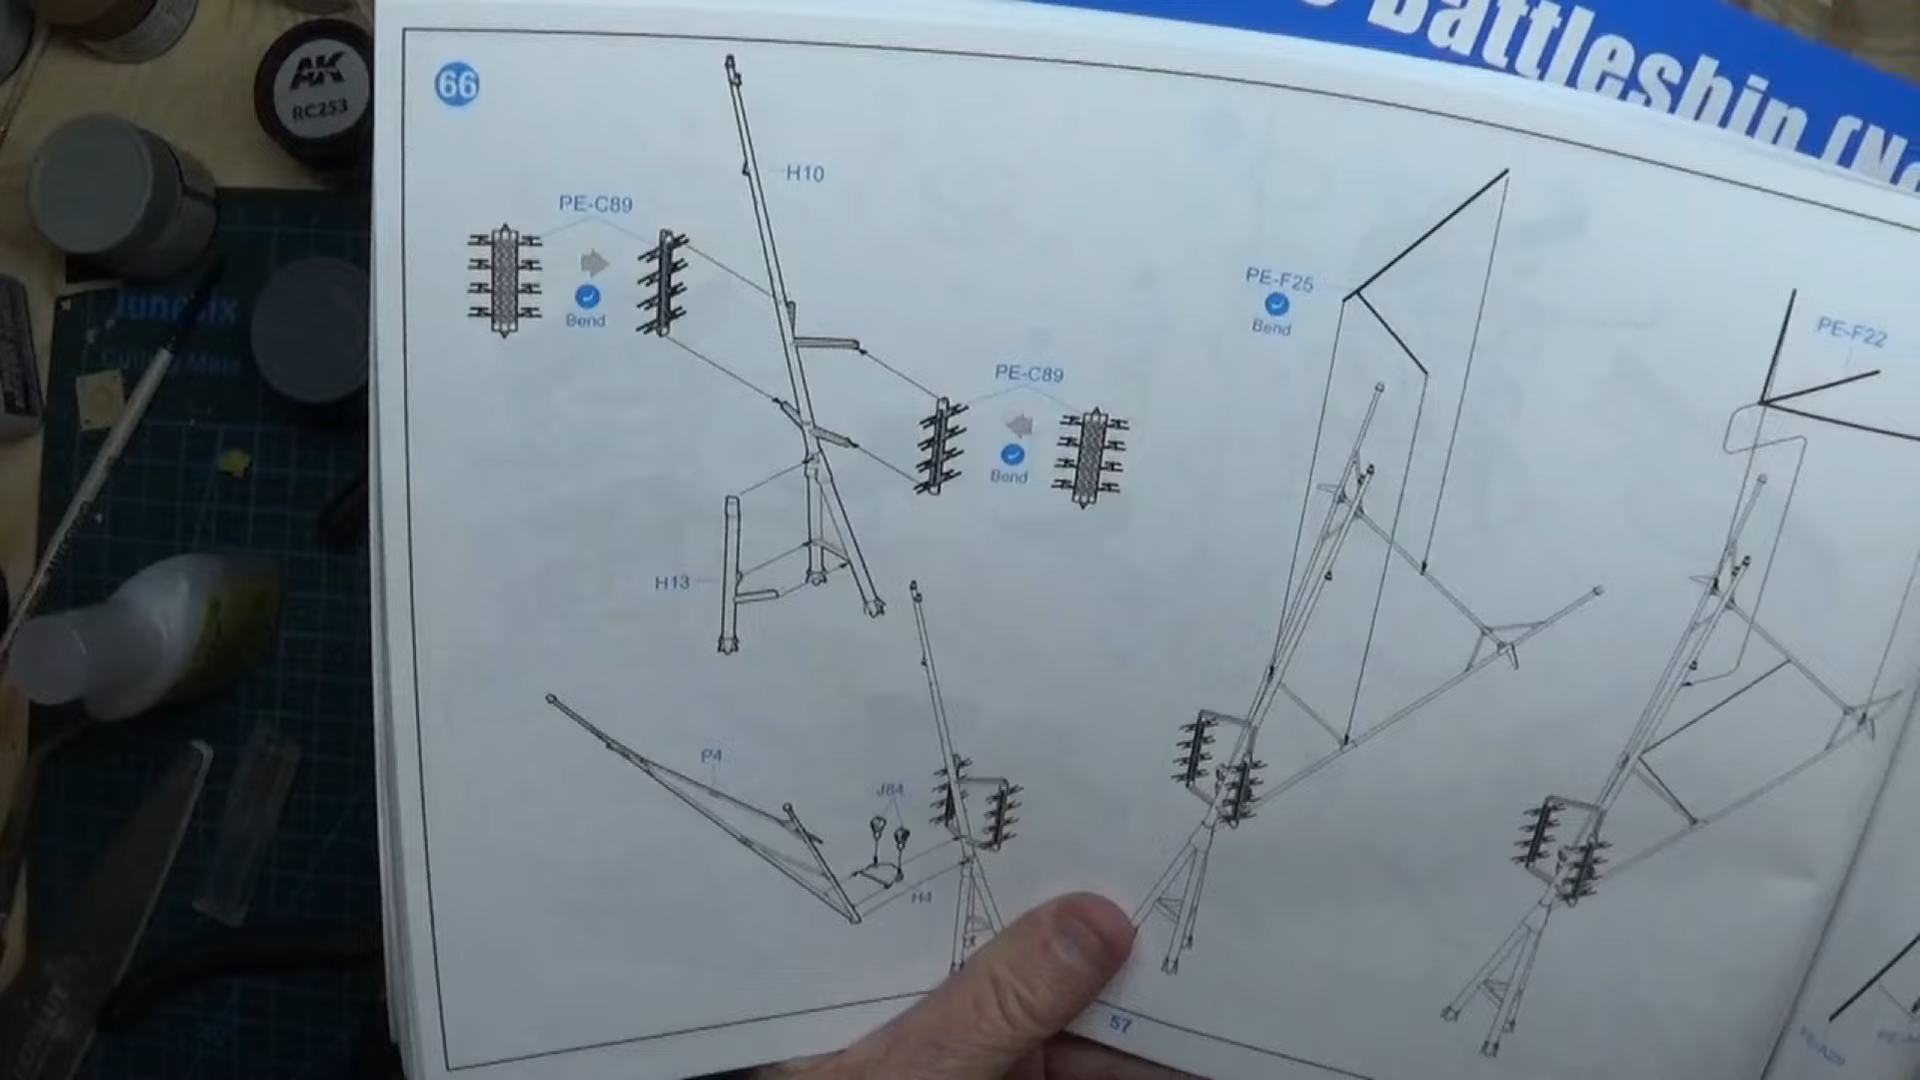 Battleship (No
66
H10
PE-C89
Bend
PE-C89
Bend
H13
P4
J84
H4
PE-F25
Bend
PE-F22
57
AK
RC253